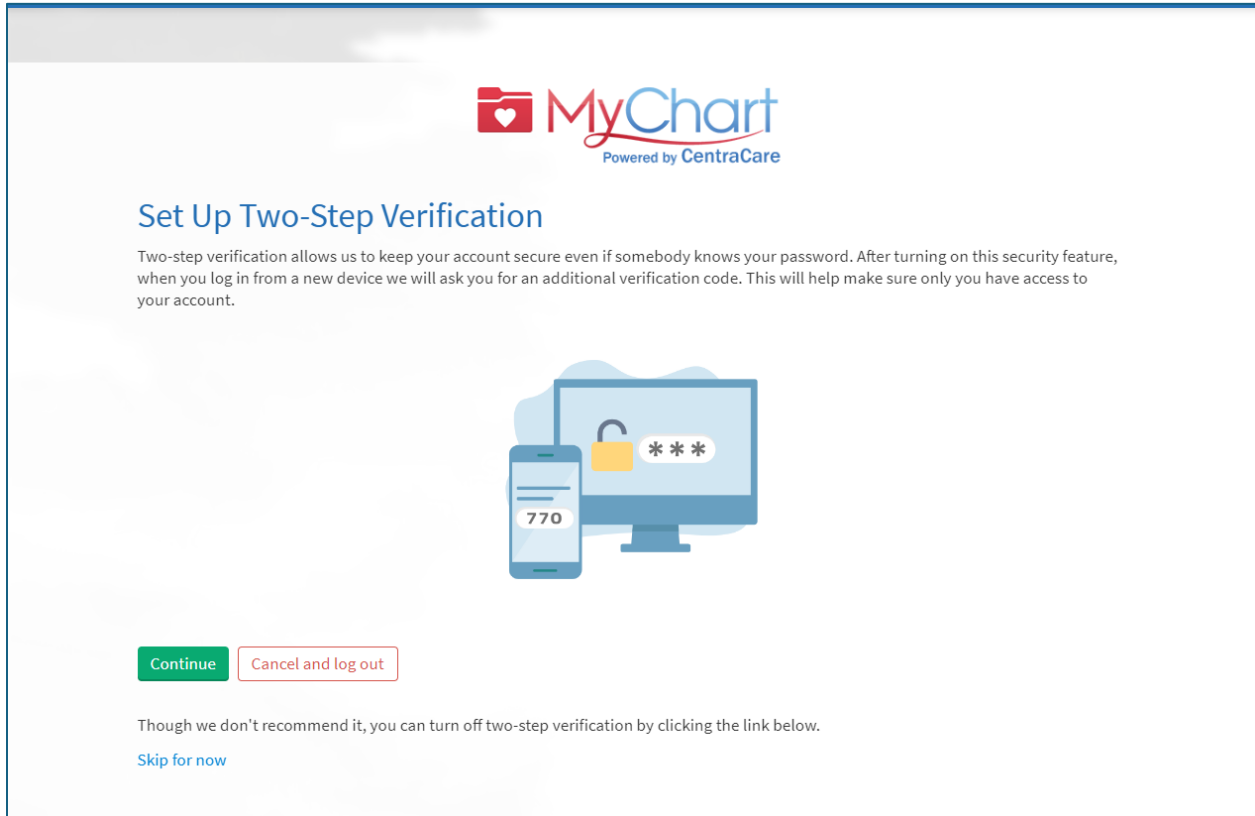 MyChart
Powered by CentraCare
Set Up Two-Step Verification
Two-step verification allows us to keep your account secure even if somebody knows your password. After turning on this security feature,
when you log in from a new device we will ask you for an additional verification code. This will help make sure only you have access to
your account.
***
770
Continue
Cancel and log out
Though we don't recommend it, you can turn off two-step verification by clicking the link below.
Skip for now